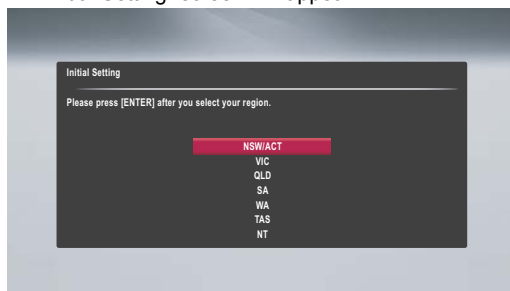 Initial Setting
Please press [ENTER] after you select your region.
NSW/ACT
VIC
QLD
SA
WA
TAS
NT